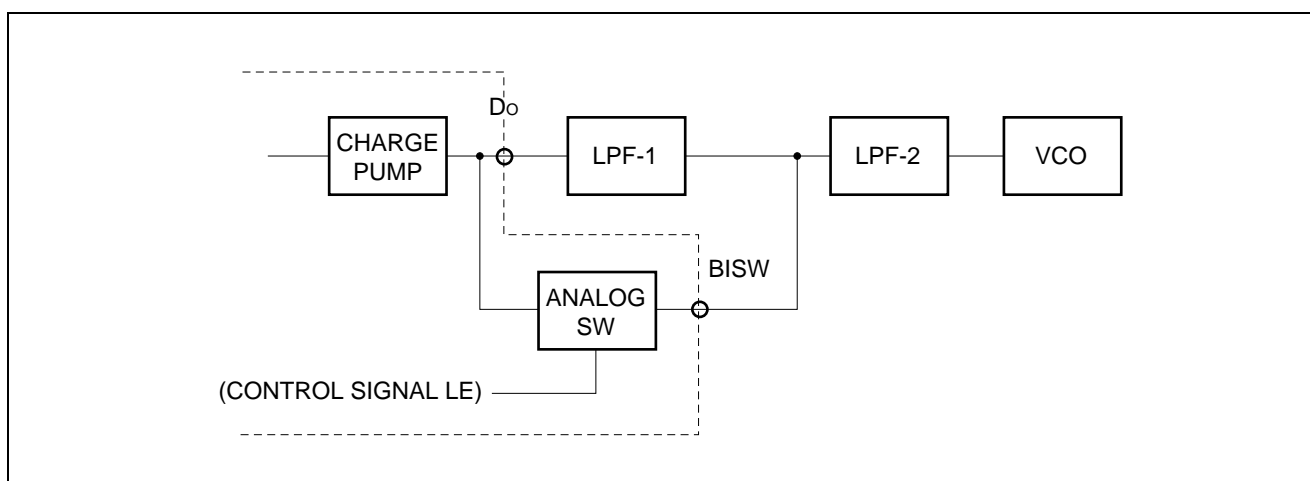 Do
CHARGE
PUMP
LPF-1
LPF-2
VCO
BISW
ANALOG
SW
(CONTROL SIGNAL LE)